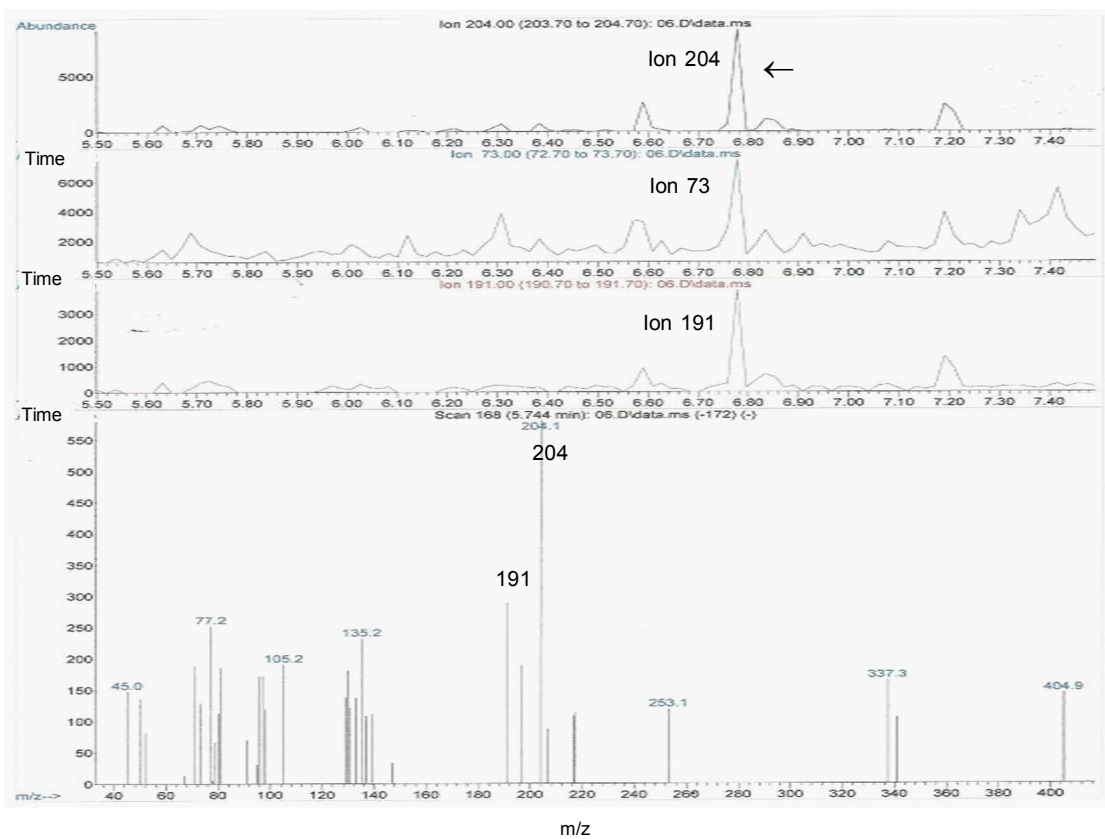 Abundance
Ion 204.00 (203.70 to 204.70): 06.D\data.ms
Ion 204
←
5000
0
5.50 5.60 5.70 5.80 5.90 6.00 6.10 6.20 6.30 6.40 6.50 6.60 6.70 6.80 6.90 7.00 7.10 7.20 7.30 7.40
Time
Ion 73.00 (72.70 to 73.70): 06.D\data.ms
Ion 73
6000
4000
2000
5.50 5.60 5.70 5.80 5.90 6.00 6.10 6.20 6.30 6.40 6.50 6.60 6.70 6.80 6.90 7.00 7.10 7.20 7.30 7.40
Time
Ion 191.00 (190.70 to 191.70): 06.D\data.ms
Ion 191
3000
2000
1000
0
5.50 5.60 5.70 5.80 5.90 6.00 6.10 6.20 6.30 6.40 6.50 6.60 6.70 6.80 6.90 7.00 7.10 7.20 7.30 7.40
Time
Scan 168 (5.744 min): 06.D\data.ms (-172) (-)
204.1
204
550
500
450
400
350
300
250
200
150
100
50
0
191
77.2
135.2
105.2
45.0
337.3
404.9
253.1
m/z-->
40 60 80 100 120 140 160 180 200 220 240 260 280 300 320 340 360 380 400
m/z